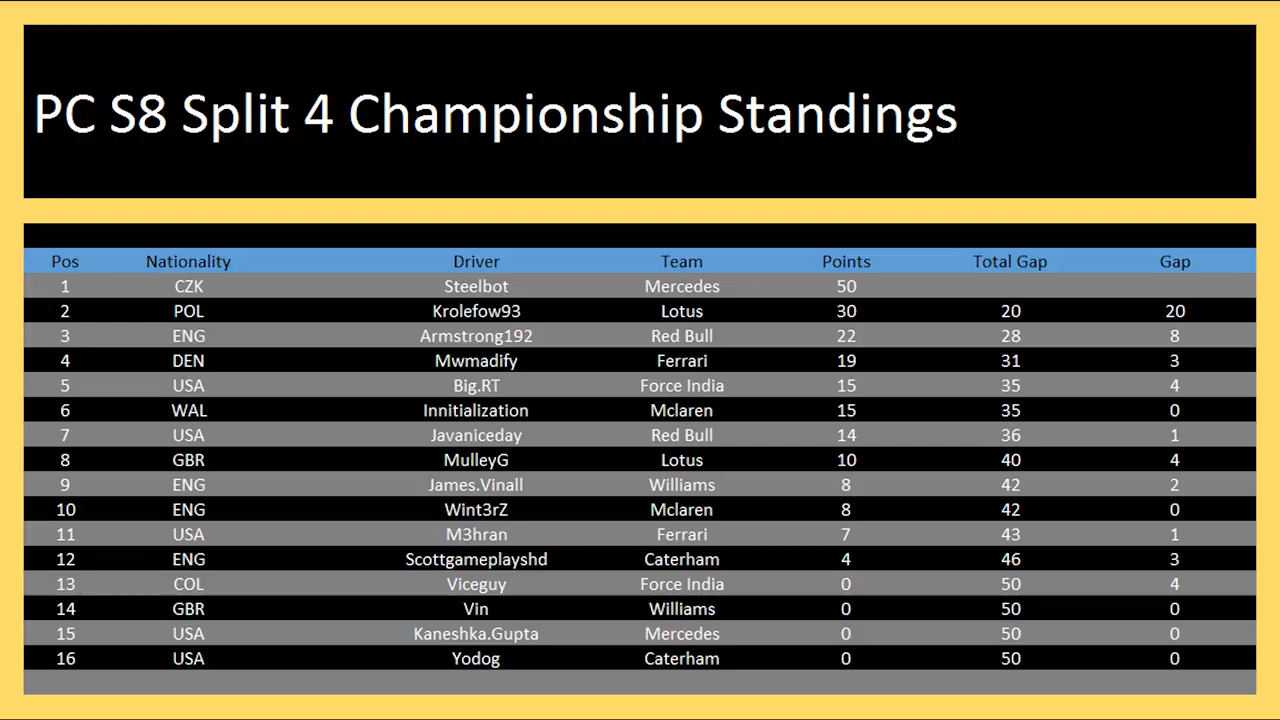 PC S8 Split 4 Championship Standings
Pos Nationality Driver Team Points Total Gap Gap
1 CZK Steelbot Mercedes 50
2 POL Krolefow93 Lotus 30 20 20
3 ENG Armstrong192 Red Bull 22 28 8
4 DEN Mwmadify Ferrari 19 31 3
5 USA Big.RT Force India 15 35 4
6 WAL Innitialization Mclaren 15 35 0
7 USA Javaniceday Red Bull 14 36 1
8 GBR MulleyG Lotus 10 40 4
9 ENG James.Vinall Williams 8 42 2
10 ENG Wint3rZ Mclaren 8 42 0
11 USA M3hran Ferrari 7 43 1
12 ENG Scottgameplayshd Caterham 4 46 3
13 COL Viceguy Force India 0 50 4
14 GBR Vin Williams 0 50 0
15 USA Kaneshka.Gupta Mercedes 0 50 0
16 USA Yodog Caterham 0 50 0